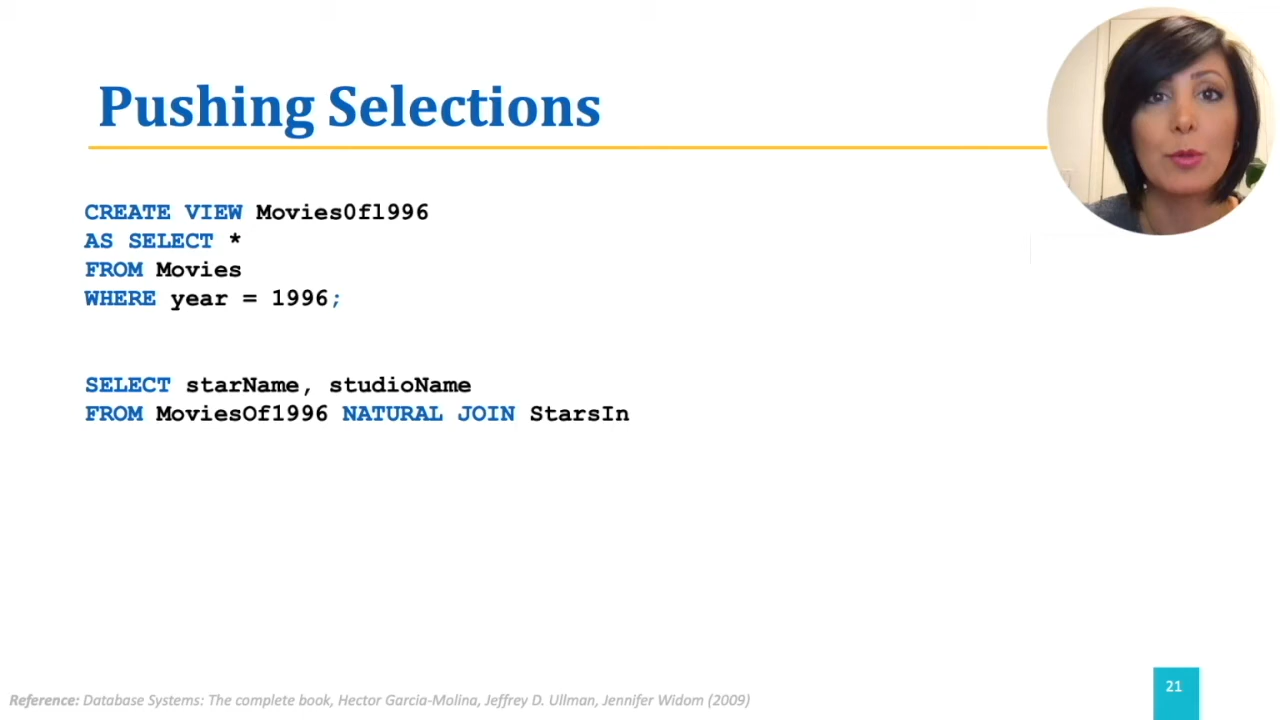 Pushing Selections
CREATE VIEW Movies0f1996
AS SELECT *
FROM Movies
WHERE year = 1996;
SELECT starName, studioName
FROM MoviesOf1996 NATURAL JOIN StarsIn
Reference: Database Systems: The complete book, Hector Garcia-Molina, Jeffrey D. Ullman, Jennifer Widom (2009)
21